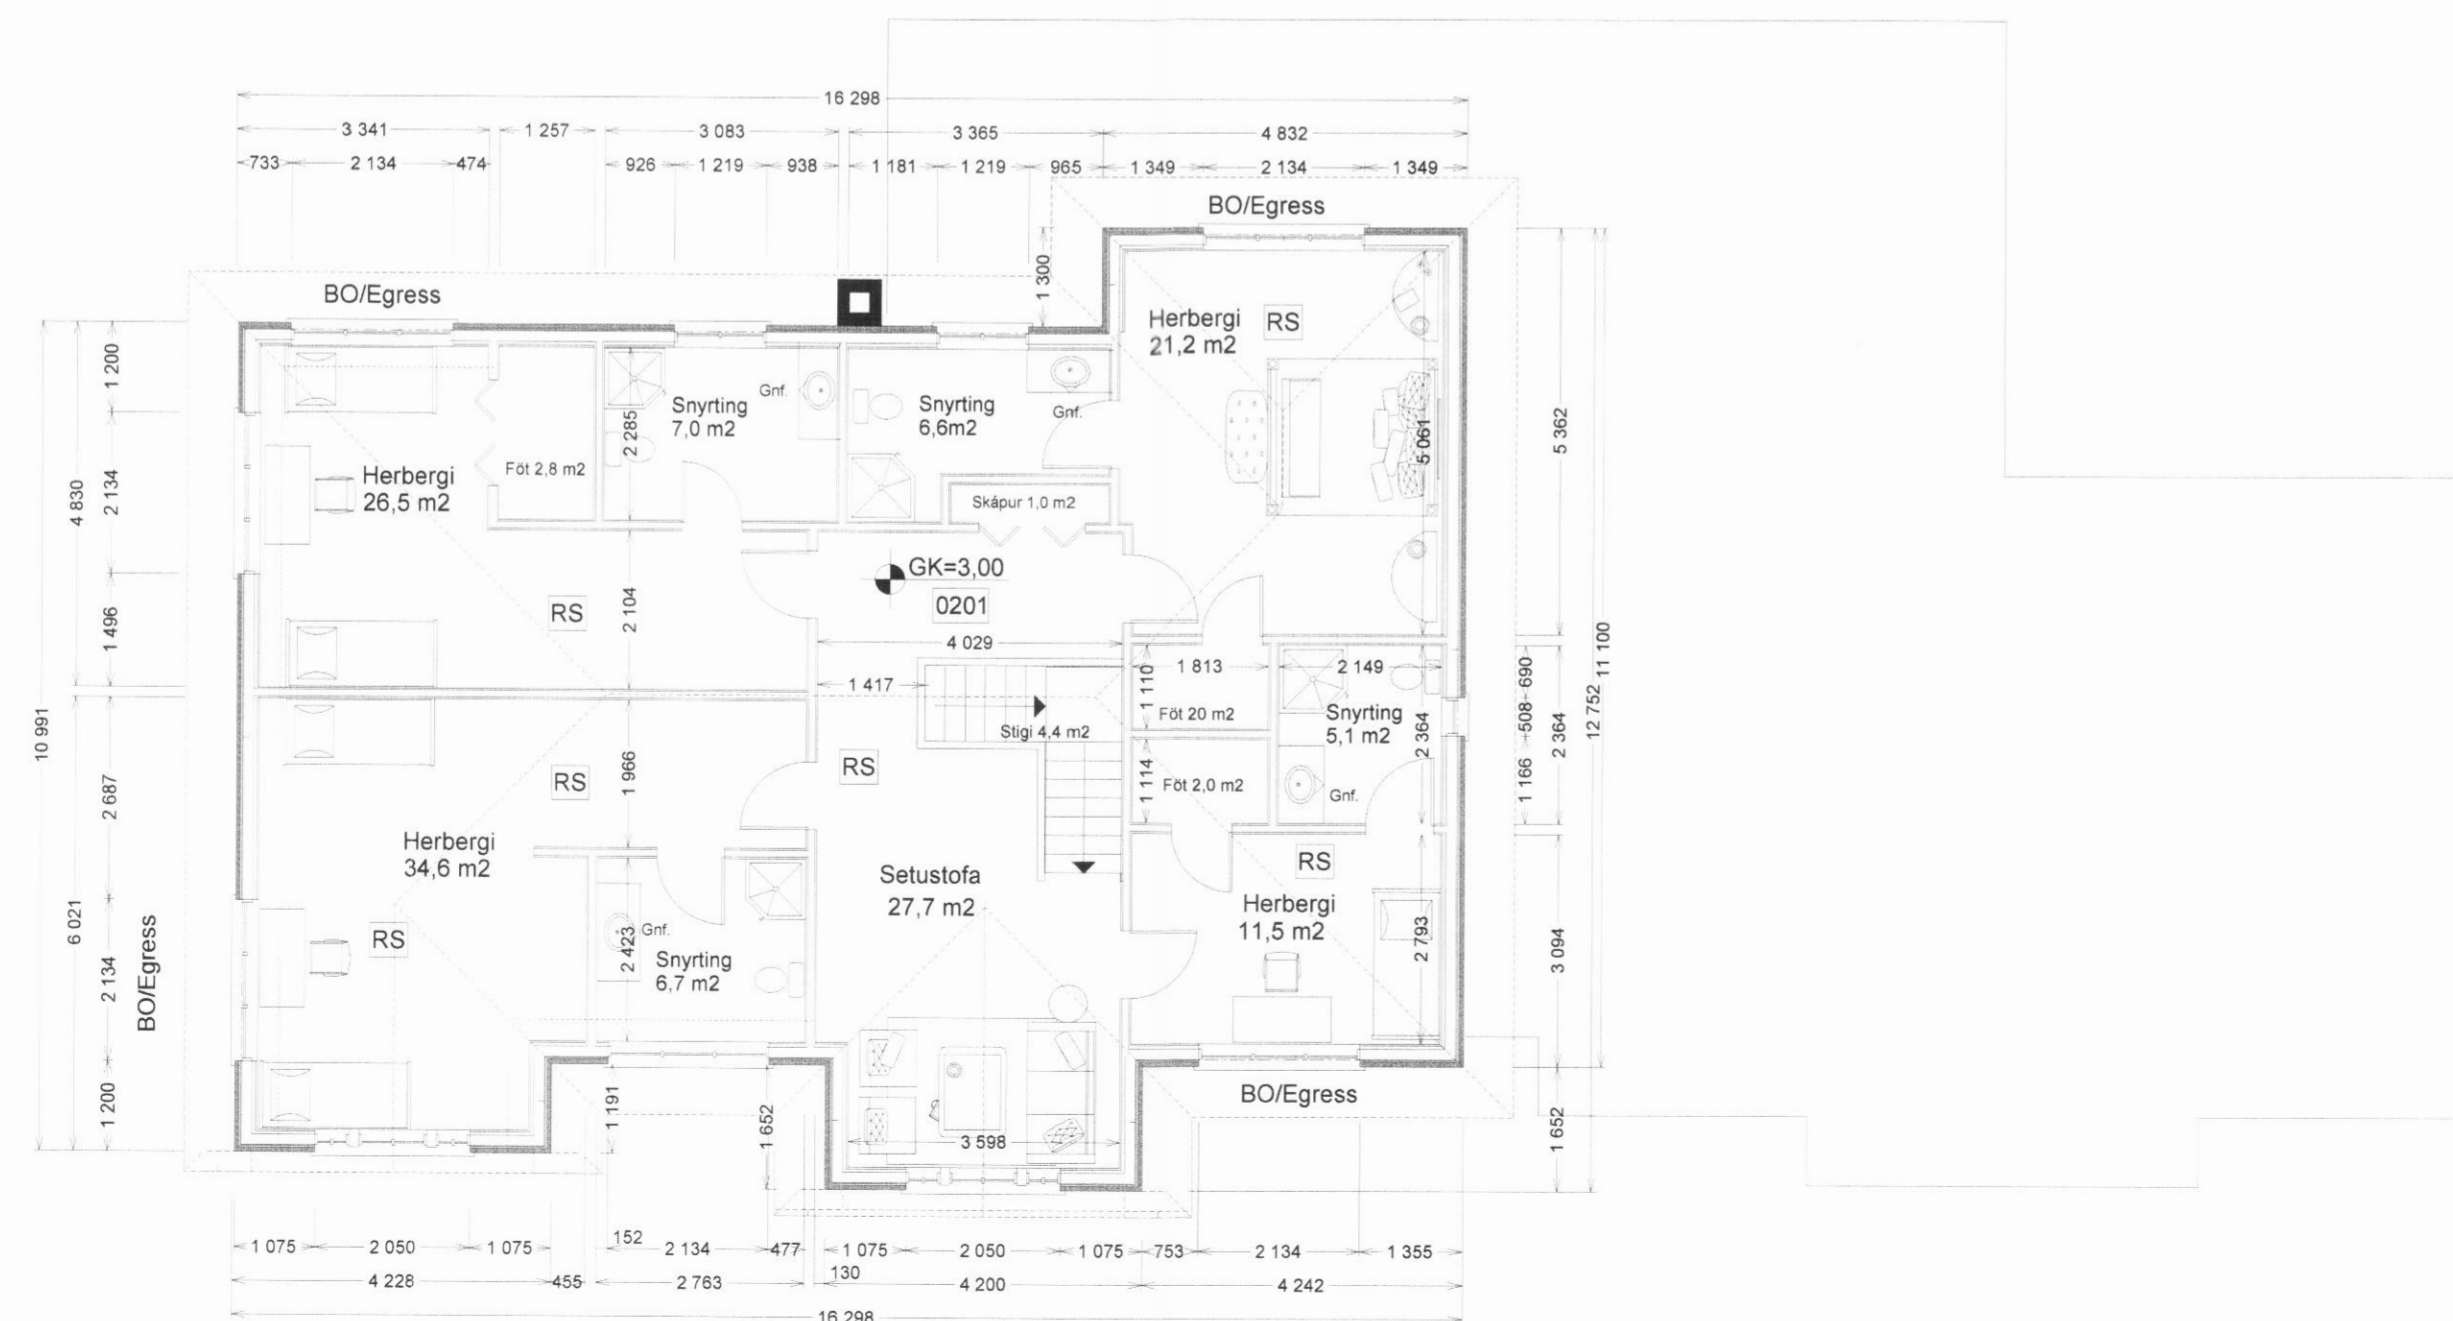 16 298
3 341
1 257
3 083
3 365
4 832
733
2 134
474
926
1 219
938
1 181
1 219
965
1 349
2 134
1 349
BO/Egress
BO/Egress
1 300
Herbergi
21,2 m2
RS
5 061
5 362
1 200
2 134
1 496
4 830
10 991
Herbergi
26,5 m2
Föt 2,8 m2
Snyrting
7,0 m2
Gnf.
2 285
Snyrting
6,6m2
Gnf.
Skápur 1,0 m2
GK=3,00
0201
RS
2 104
4 029
1 417
1 110
1 813
2 149
Föt 20 m2
Stigi 4,4 m2
Snyrting
5,1 m2
2 364
690
508
1 166
2 364
12 752
11 100
RS
1 966
RS
1 114
Föt 2,0 m2
Gnf.
2 687
6 021
2 134
1 200
BO/Egress
Herbergi
34,6 m2
RS
2 423
Gnf.
Snyrting
6,7 m2
Setustofa
27,7 m2
RS
Herbergi
11,5 m2
2 793
3 094
1 652
BO/Egress
1 191
1 652
3 598
1 075
2 050
1 075
152
2 134
477
1 075
2 050
1 075
753
2 134
1 355
4 228
455
2 763
130
4 200
4 242
16 298